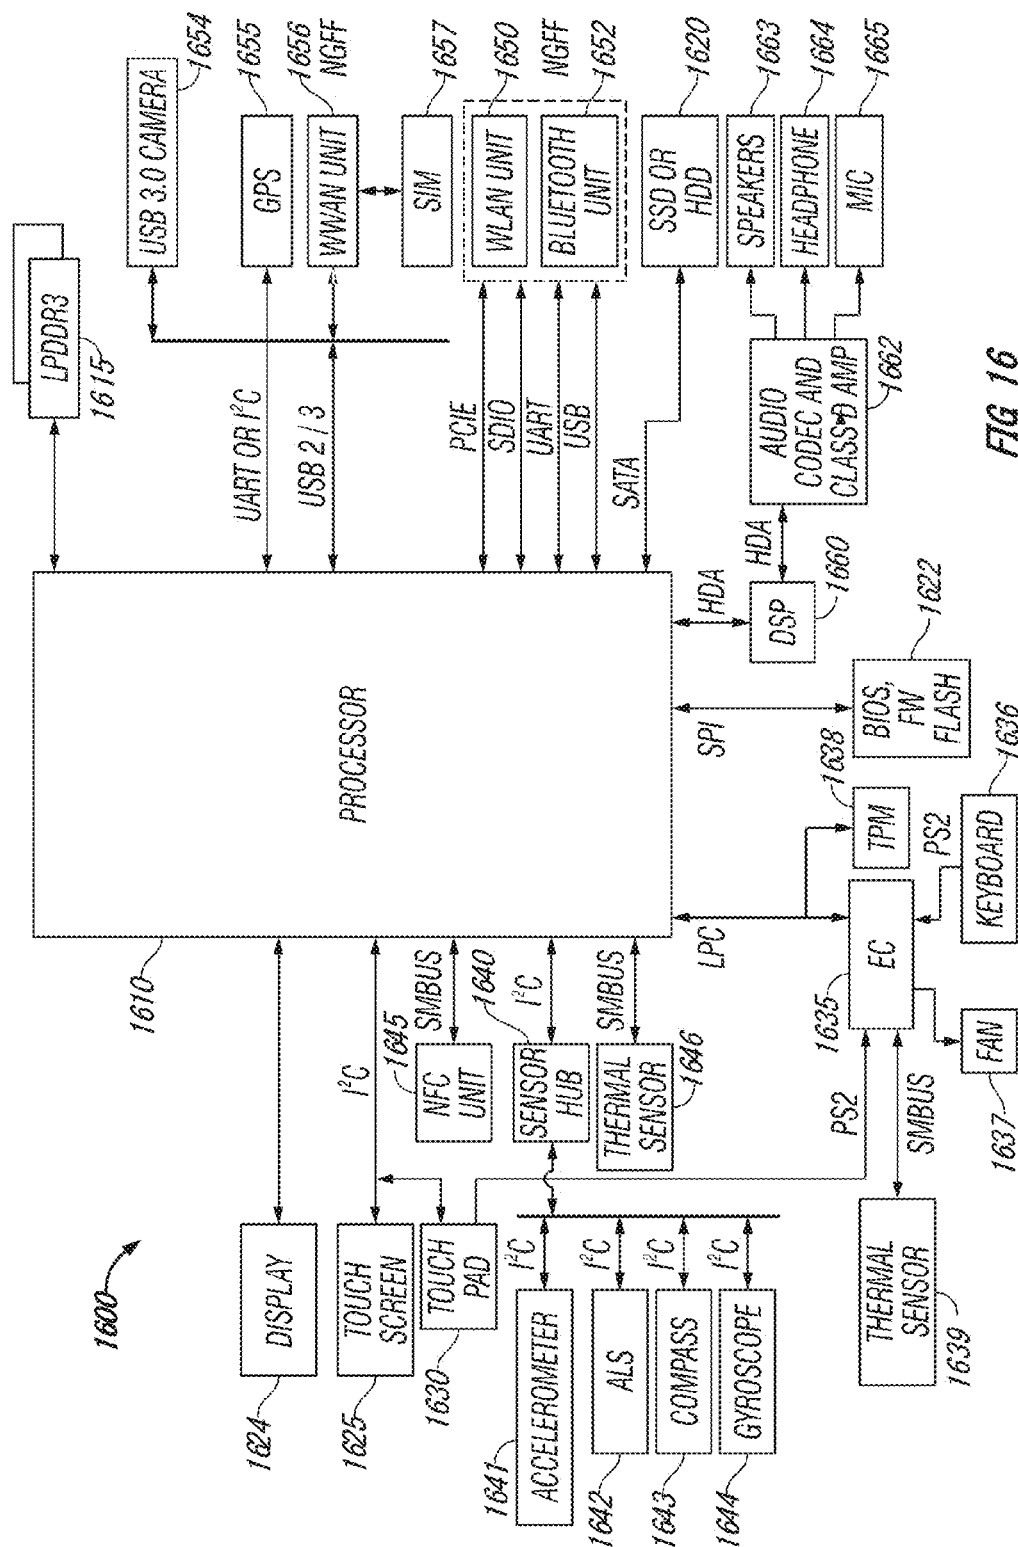 1600
LPDDR3
1615
DISPLAY
1624
TOUCH
SCREEN
1625
I²C
TOUCH
PAD
1630
1610
PROCESSOR
NFC
UNIT
1645
SMBUS
SENSOR
HUB
1640
I²C
THERMAL
SENSOR
1646
SMBUS
ACCELEROMETER
1641
I²C
ALS
1642
I²C
COMPASS
1643
I²C
GYROSCOPE
1644
I²C
USB 3.0 CAMERA
1654
UART OR I²C
GPS
1655
USB 2 / 3
WWAN UNIT
1656
NGFF
SIM
1657
PCIE
SDIO
UART
USB
WLAN UNIT
1650
BLUETOOTH
UNIT
1652
NGFF
SATA
SSD OR
HDD
1620
SPEAKERS
1663
HEADPHONE
1664
MIC
1665
AUDIO
CODEC AND
CLASS-D AMP
1662
HDA
DSP
1660
HDA
SPI
BIOS,
FW
FLASH
1622
LPC
TPM
1638
EC
1635
PS2
KEYBOARD
1636
PS2
SMBUS
FAN
1637
THERMAL
SENSOR
1639
FIG 16